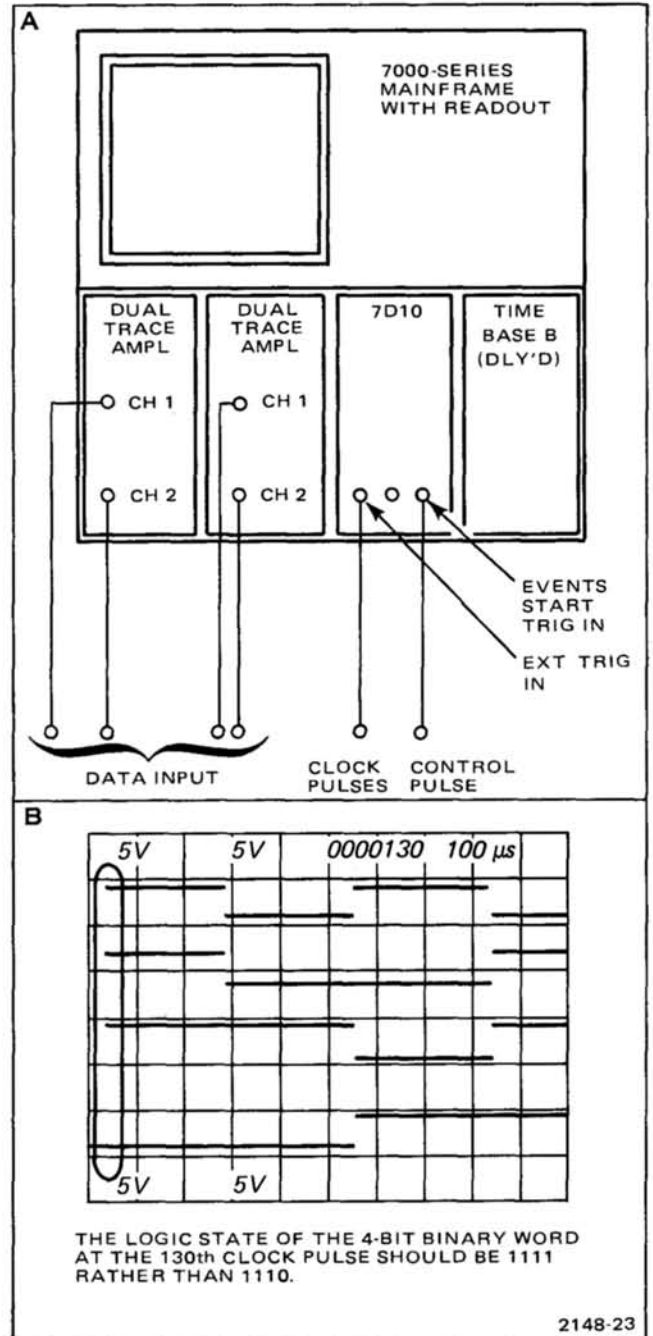 A
7000-SERIES
MAINFRAME
WITH READOUT
DUAL
TRACE
AMPL
DUAL
TRACE
AMPL
7D10
TIME
BASE B
(DLY'D)
CH 1
CH 1
CH 2
CH 2
EVENTS
START
TRIG IN
EXT TRIG
IN
DATA INPUT
CLOCK
PULSES
CONTROL
PULSE
B
5V 5V 0000130 100 µs
5V 5V
THE LOGIC STATE OF THE 4-BIT BINARY WORD
AT THE 130th CLOCK PULSE SHOULD BE 1111
RATHER THAN 1110.
2148-23